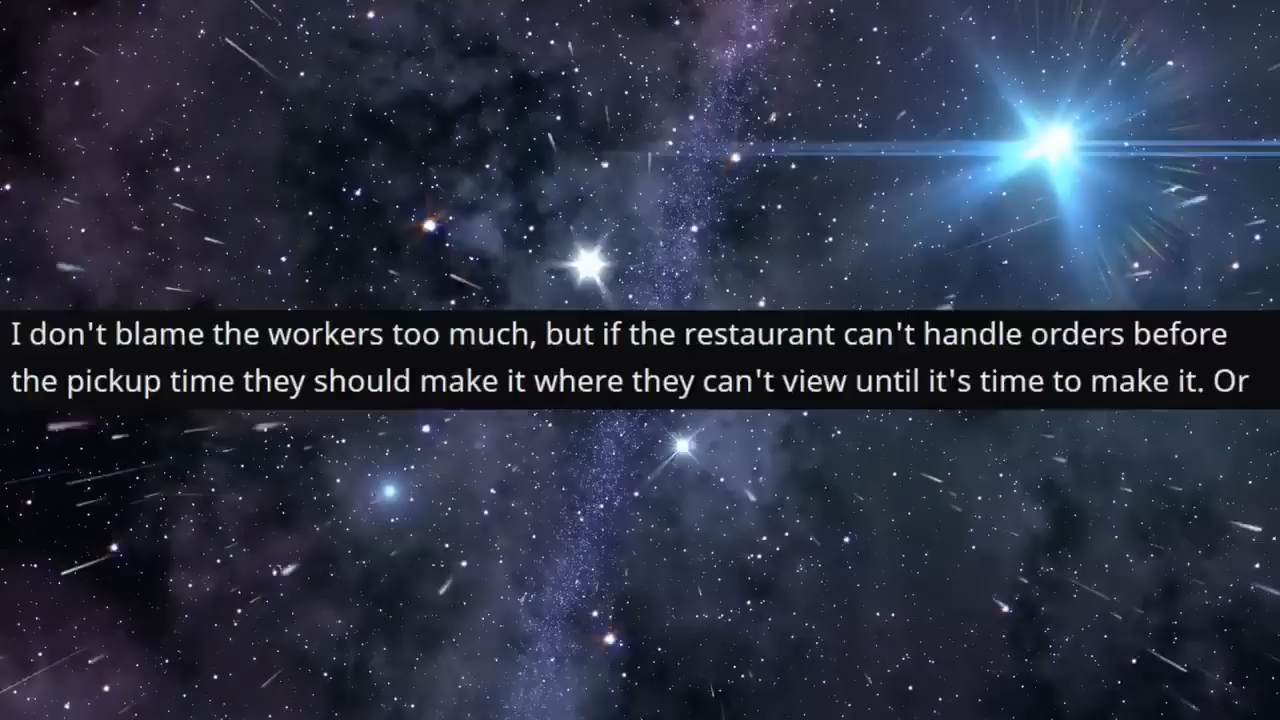 I don't blame the workers too much, but if the restaurant can't handle orders before
the pickup time they should make it where they can't view until it's time to make it. Or